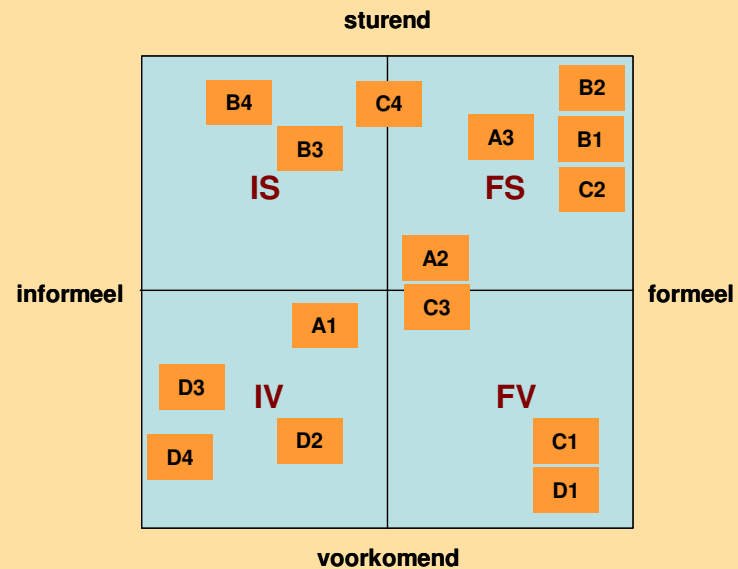 sturend
B2
B4
C4
A3
B1
B3
IS
FS
C2
A2
informeel
formeel
C3
A1
D3
IV
FV
D2
C1
D4
D1
voorkomend